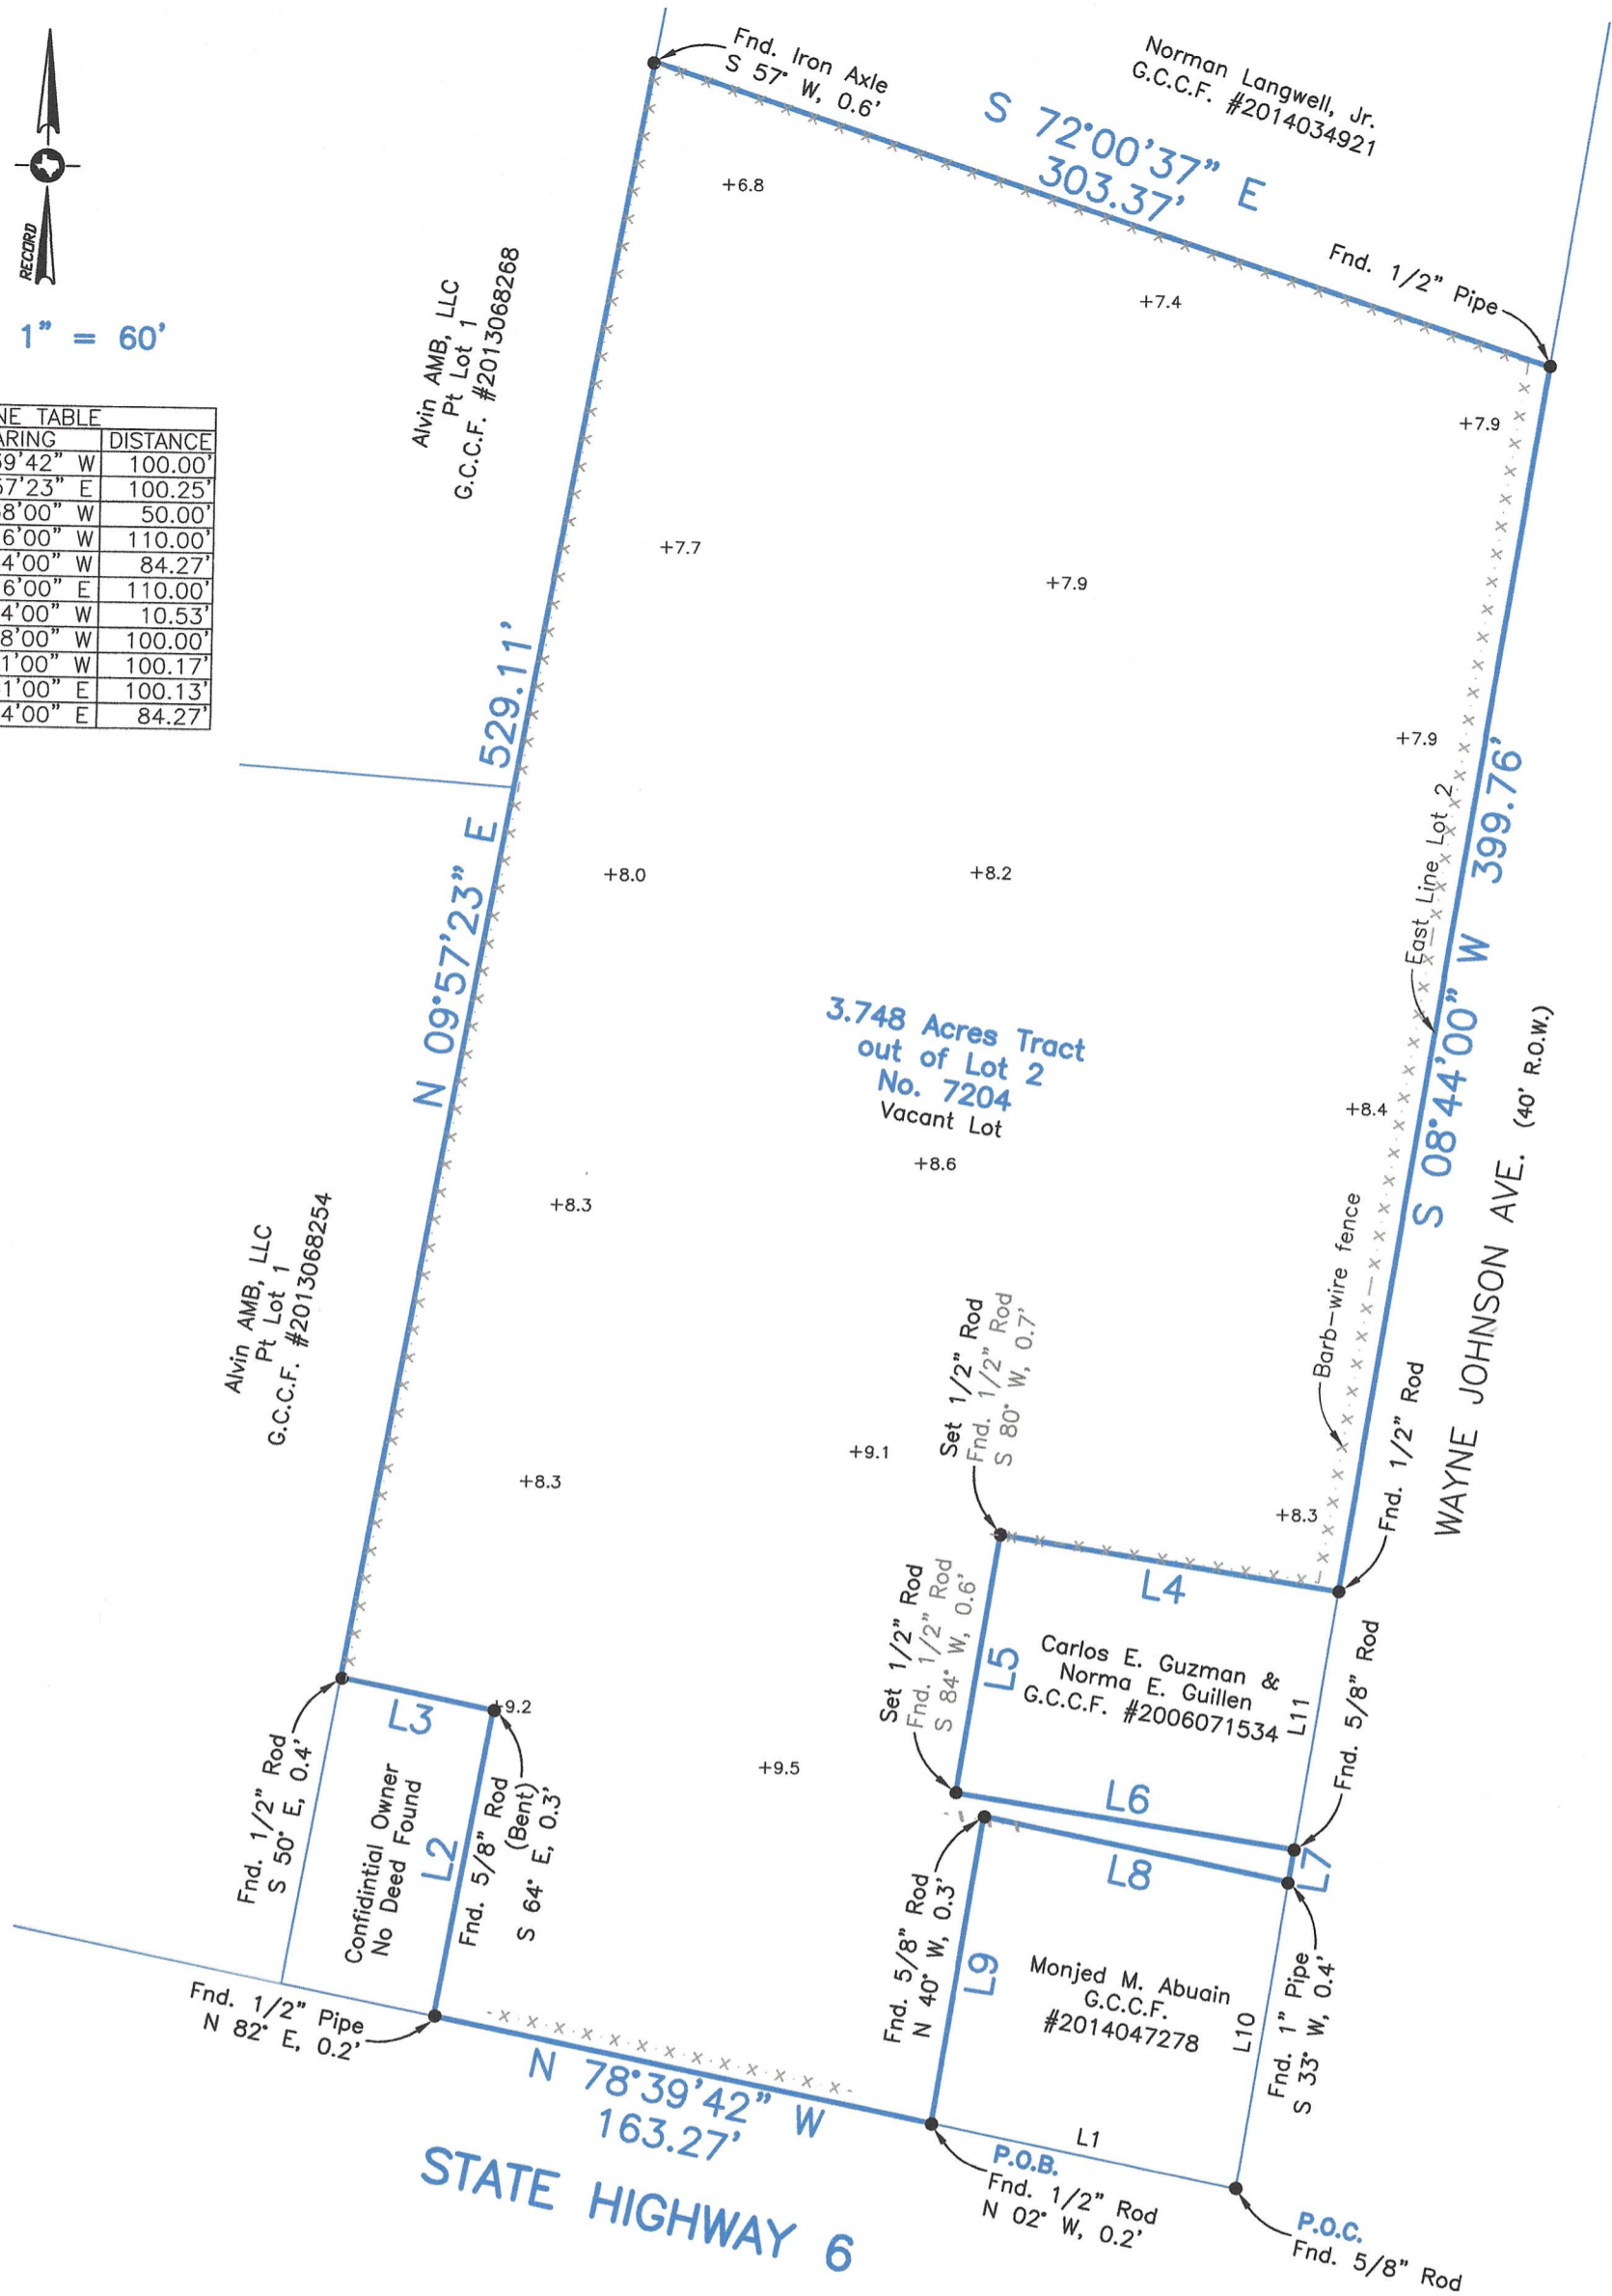 RECORD
1" = 60'
NE TABLE
ARING DISTANCE
39'42" W 100.00'
57'23" E 100.25'
8'00" W 50.00'
6'00" W 110.00'
4'00" W 84.27'
6'00" E 110.00'
4'00" W 10.53'
8'00" W 100.00'
1'00" W 100.17'
1'00" E 100.13'
4'00" E 84.27'
Fnd. Iron Axle
S 57° W, 0.6'
Norman Langwell, Jr.
G.C.C.F. #2014034921
S 72°00'37" E
303.37'
Fnd. 1/2" Pipe
+6.8
+7.4
+7.9
Alvin AMB, LLC
Pt Lot 1
G.C.C.F. #2013068268
+7.7
+7.9
+7.9
N 09°57'23" E 529.11'
+8.0
+8.2
East Line Lot 2
S 08°44'00" W 399.76'
3.748 Acres Tract
out of Lot 2
No. 7204
Vacant Lot
+8.4
+8.6
+8.3
WAYNE JOHNSON AVE. (40' R.O.W.)
Barb-wire fence
Alvin AMB, LLC
Pt Lot 1
G.C.C.F. #2013068254
Set 1/2" Rod
Fnd. 1/2" Rod
S 80° W, 0.7'
+9.1
+8.3
+8.3
Fnd. 1/2" Rod
L4
Set 1/2" Rod
Fnd. 1/2" Rod
S 84° W, 0.6'
L5
Carlos E. Guzman &
Norma E. Guillen
G.C.C.F. #2006071534
L11
Fnd. 5/8" Rod
L3
+9.2
+9.5
Fnd. 1/2" Rod
S 50° E, 0.4'
Confidintial Owner
No Deed Found
L2
Fnd. 5/8" Rod
(Bent)
S 64° E, 0.3'
L6
L7
L8
Fnd. 5/8" Rod
N 40° W, 0.3'
L9
Monjed M. Abuain
G.C.C.F.
#2014047278
L10
Fnd. 1" Pipe
S 33° W, 0.4'
Fnd. 1/2" Pipe
N 82° E, 0.2'
N 78°39'42" W
163.27'
L1
P.O.B.
Fnd. 1/2" Rod
N 02° W, 0.2'
P.O.C.
Fnd. 5/8" Rod
STATE HIGHWAY 6